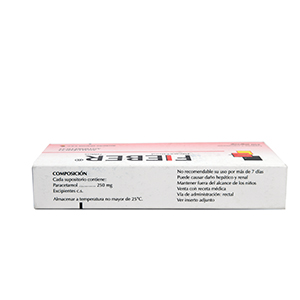 FIEBER®
COMPOSICIÓN
Cada supositorio contiene:
Paracetamol ............ 250 mg
Excipientes c.s.
Almacenar a temperatura no mayor de 25ºC.
No recomendable su uso por más de 7 días
Puede causar daño hepático y renal
Mantener fuera del alcance de los niños
Venta con receta médica
Vía de administración: rectal
Ver inserto adjunto